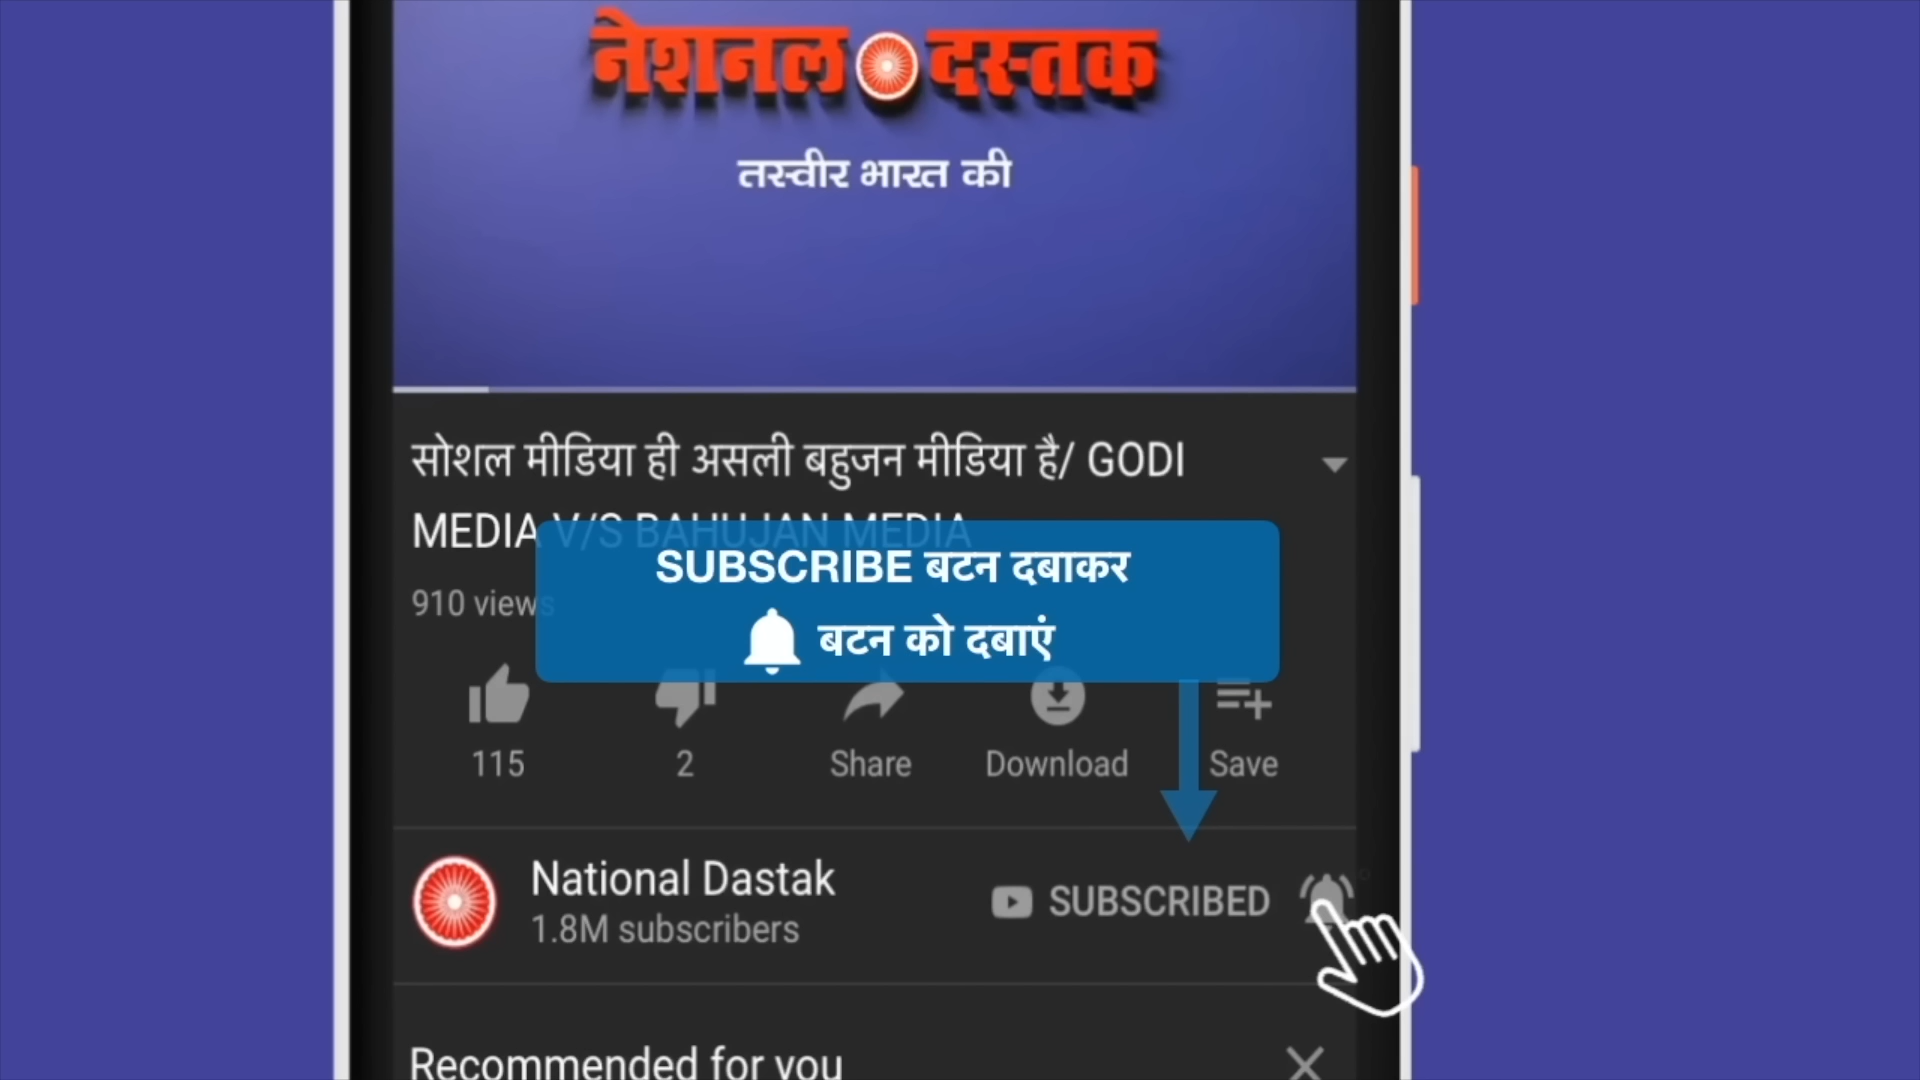 नेशनल दस्तक
तस्वीर भारत की
सोशल मीडिया ही असली बहुजन मीडिया है/ GODI
MEDIA V/S BAHUJAN MEDIA
910 views
SUBSCRIBE बटन दबाकर
बटन को दबाएं
115
2
Share
Download
Save
National Dastak
1.8M subscribers
SUBSCRIBED
Recommended for you